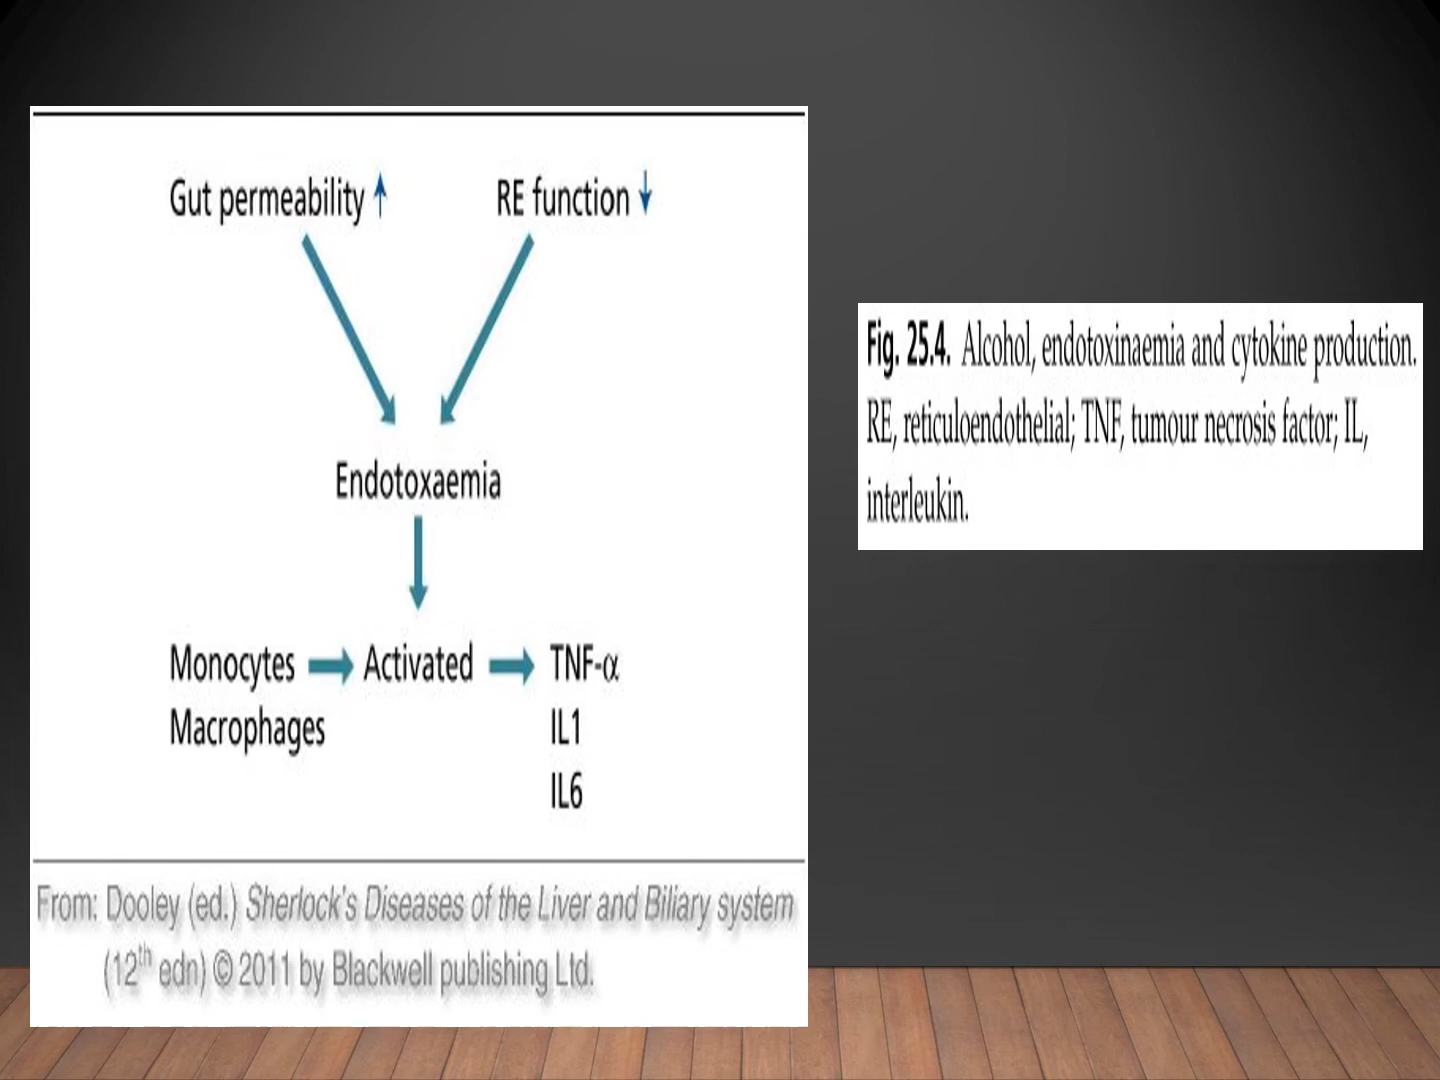 Gut permeability ↑ RE function ↓
Endotoxaemia
Monocytes → Activated → TNF-α
Macrophages IL1
IL6
From: Dooley (ed.) Sherlock's Diseases of the Liver and Biliary system
(12th edn) © 2011 by Blackwell publishing Ltd.
Fig. 25.4. Alcohol, endotoxinaemia and cytokine production.
RE, reticuloendothelial; TNF, tumour necrosis factor; IL,
interleukin.